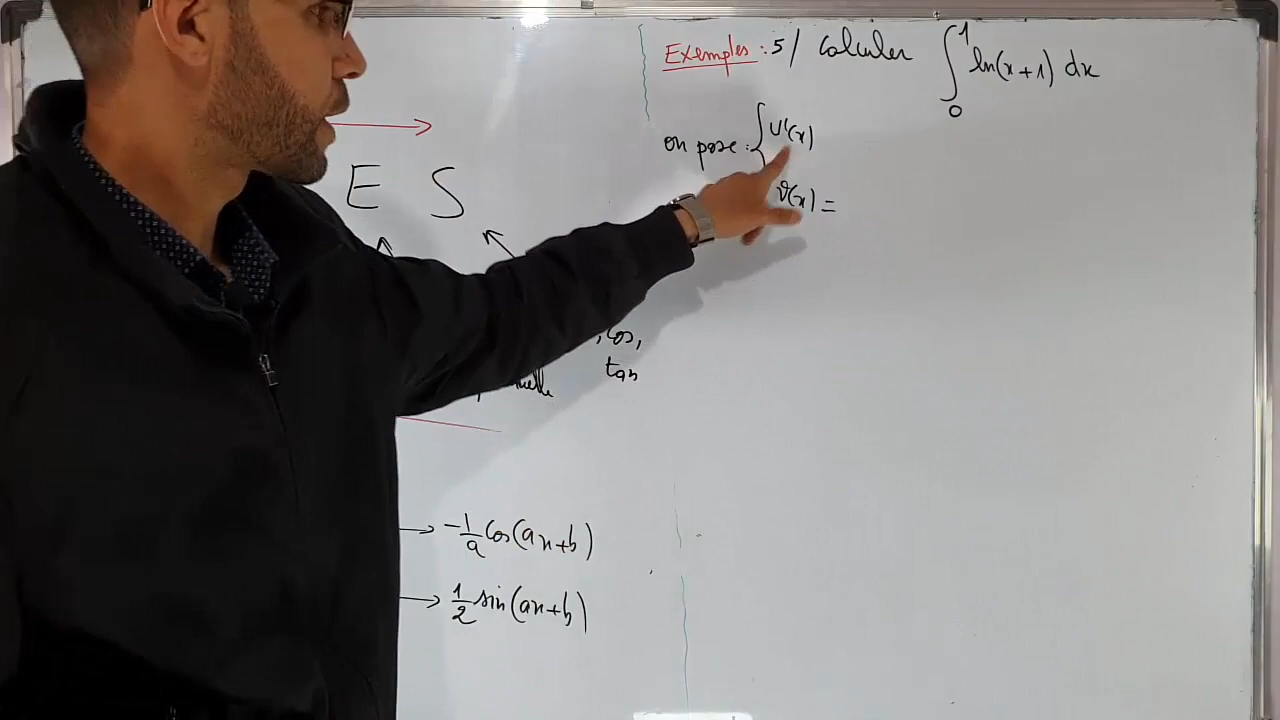 Exemples : 5/ Calculer ∫₀¹ ln(x+1) dx
on pose : { U'(x)
v(x) =
E S
, cos,
tan
→ -1/a cos(ax+b)
→ 1/2 sin(ax+b)